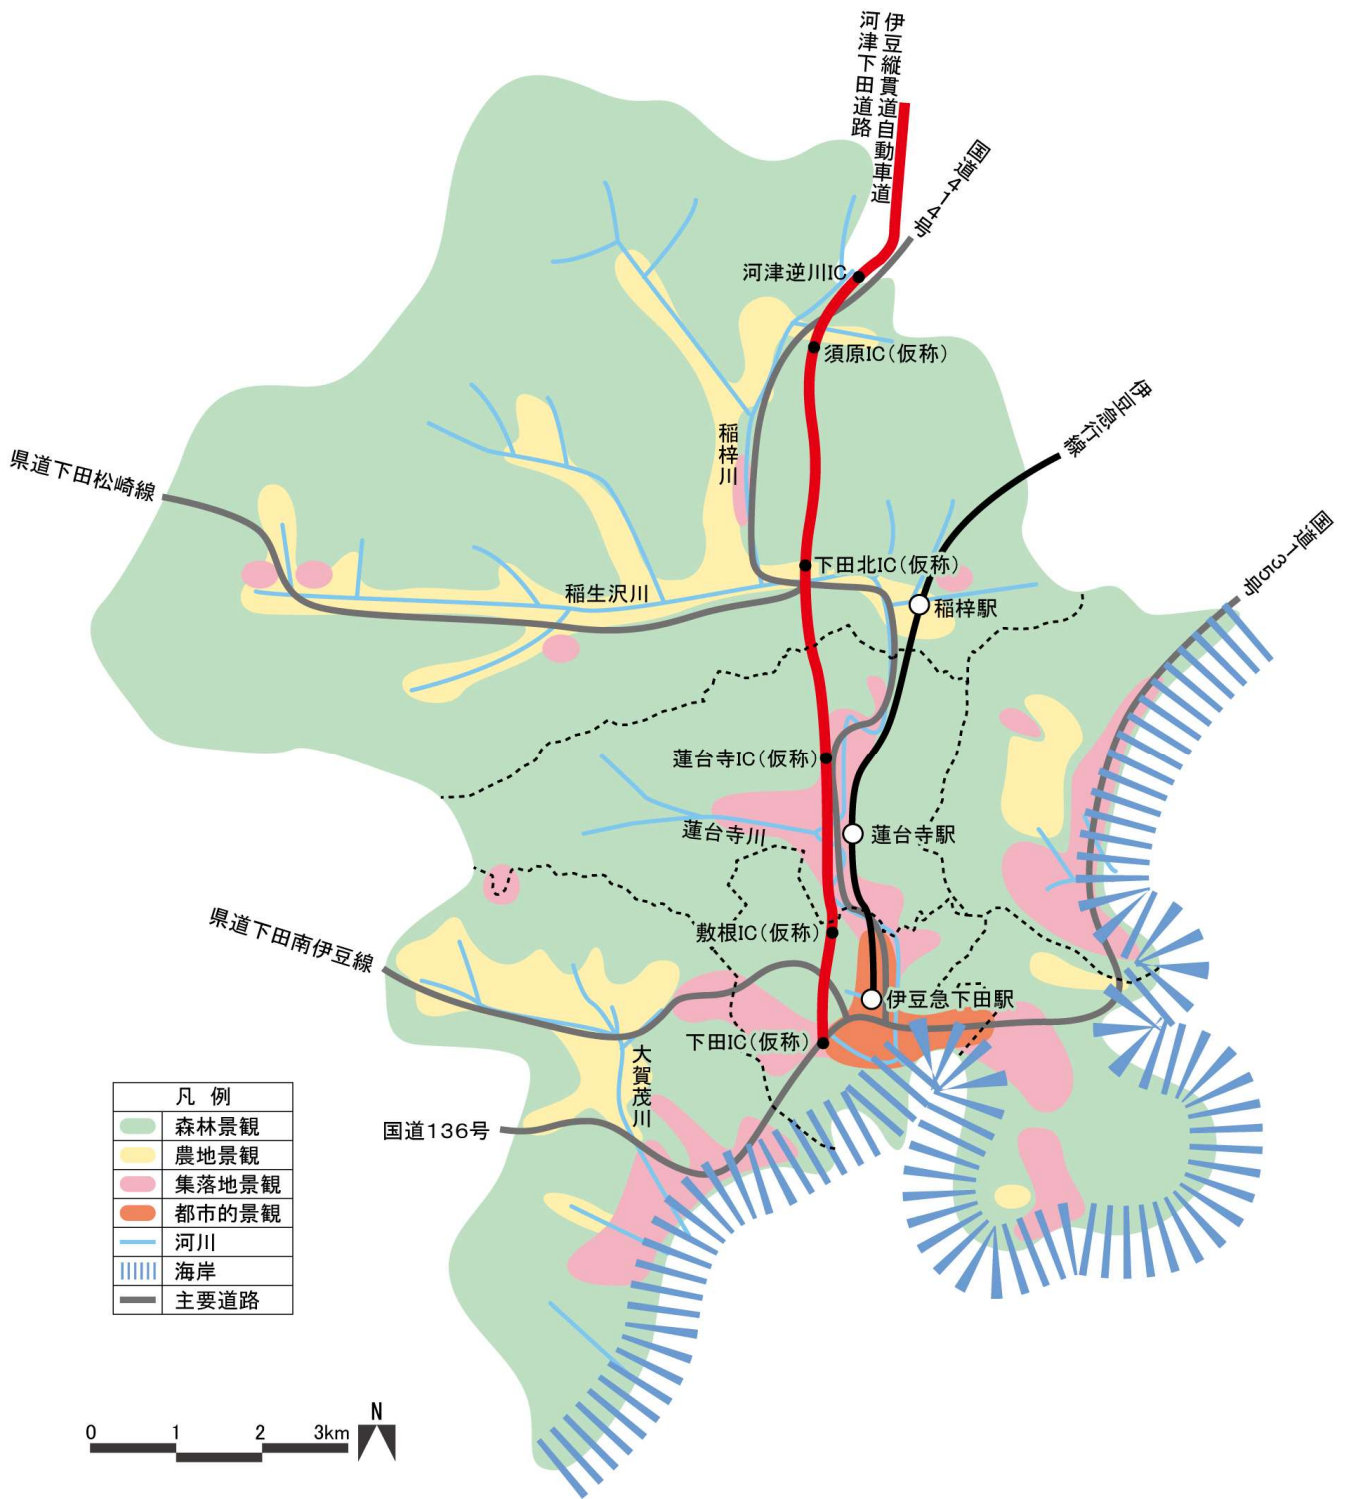 伊豆縦貫道自動車道
河津下田道路
国道414号
河津逆川IC
須原IC(仮称)
伊豆急行線
稲梓川
県道下田松崎線
国道135号
下田北IC(仮称)
稲生沢川
稲梓駅
蓮台寺IC(仮称)
蓮台寺川
蓮台寺駅
県道下田南伊豆線
敷根IC(仮称)
伊豆急下田駅
下田IC(仮称)
大賀茂川
国道136号
凡 例
森林景観
農地景観
集落地景観
都市的景観
河川
海岸
主要道路
0 1 2 3km
N